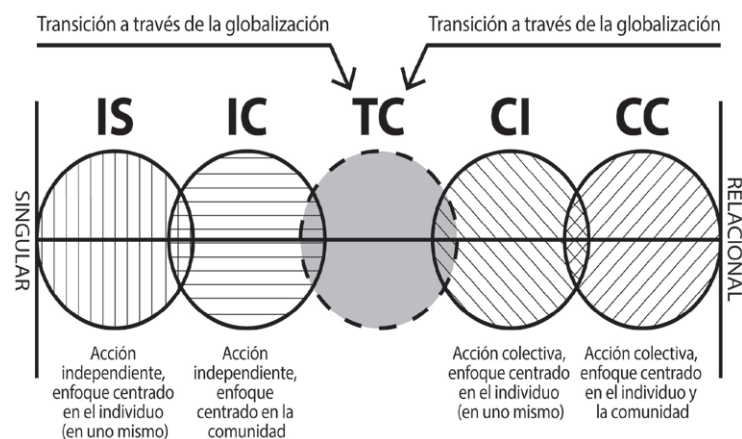 Transición a través de la globalización
Transición a través de la globalización
IS
IC
TC
CI
CC
SINGULAR
RELACIONAL
Acción
independiente,
enfoque centrado
en el individuo
(en uno mismo)
Acción
independiente,
enfoque
centrado en la
comunidad
Acción colectiva,
enfoque centrado
en el individuo
(en uno mismo)
Acción colectiva,
enfoque centrado
en el individuo y
la comunidad